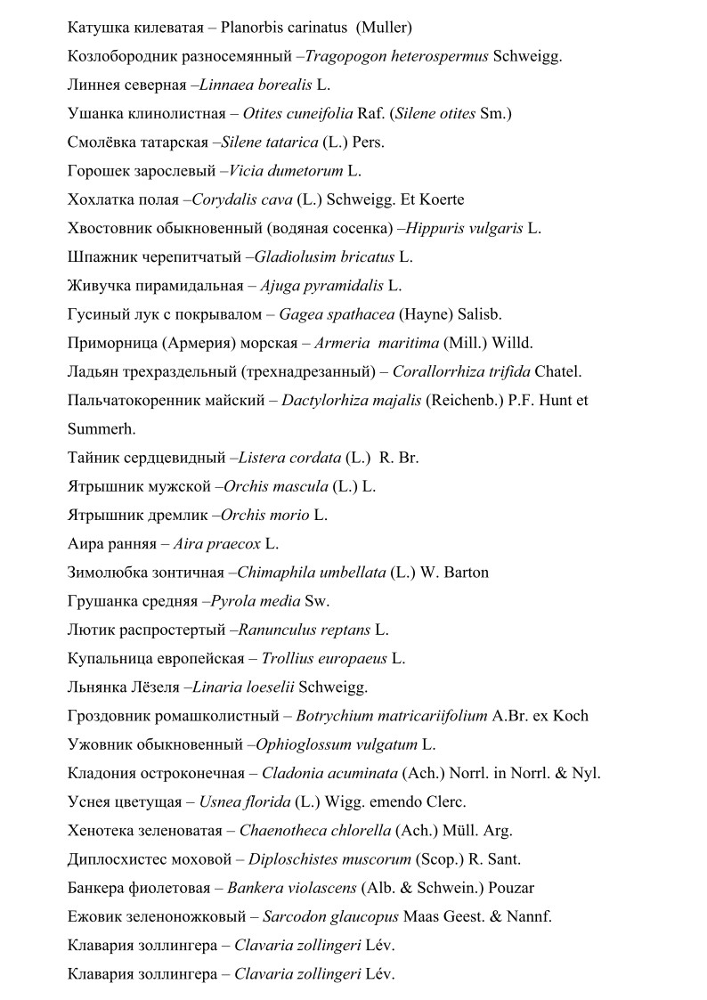 Катушка килеватая – Planorbis carinatus  (Muller)
Козлобородник разносемянный –Tragopogon heterospermus Schweigg.
Линнея северная –Linnaea borealis L.
Ушанка клинолистная – Otites cuneifolia Raf. (Silene otites Sm.)
Смолёвка татарская –Silene tatarica (L.) Pers.
Горошек зарослевый –Vicia dumetorum L.
Хохлатка полая –Corydalis cava (L.) Schweigg. Et Koerte
Хвостовник обыкновенный (водяная сосенка) –Hippuris vulgaris L.
Шпажник черепитчатый –Gladiolusim bricatus L.
Живучка пирамидальная – Ajuga pyramidalis L.
Гусиный лук с покрывалом – Gagea spathacea (Hayne) Salisb.
Приморница (Армерия) морская – Armeria  maritima (Mill.) Willd.
Ладьян трехраздельный (трехнадрезанный) – Corallorrhiza trifida Chatel.
Пальчатокоренник майский – Dactylorhiza majalis (Reichenb.) P.F. Hunt et
Summerh.
Тайник сердцевидный –Listera cordata (L.)  R. Br.
Ятрышник мужской –Orchis mascula (L.) L.
Ятрышник дремлик –Orchis morio L.
Аира ранняя – Aira praecox L.
Зимолюбка зонтичная –Chimaphila umbellata (L.) W. Barton
Грушанка средняя –Pyrola media Sw.
Лютик распростертый –Ranunculus reptans L.
Купальница европейская – Trollius europaeus L.
Льнянка Лёзеля –Linaria loeselii Schweigg.
Гроздовник ромашколистный – Botrychium matricariifolium A.Br. ex Koch
Ужовник обыкновенный –Ophioglossum vulgatum L.
Кладония остроконечная – Cladonia acuminata (Ach.) Norrl. in Norrl. & Nyl.
Уснея цветущая – Usnea florida (L.) Wigg. emendo Clerc.
Хенотека зеленоватая – Chaenotheca chlorella (Ach.) Müll. Arg.
Диплосхистес моховой – Diploschistes muscorum (Scop.) R. Sant.
Банкера фиолетовая – Bankera violascens (Alb. & Schwein.) Pouzar
Ежовик зеленоножковый – Sarcodon glaucopus Maas Geest. & Nannf.
Клавария золлингера – Clavaria zollingeri Lév.
Клавария золлингера – Clavaria zollingeri Lév.